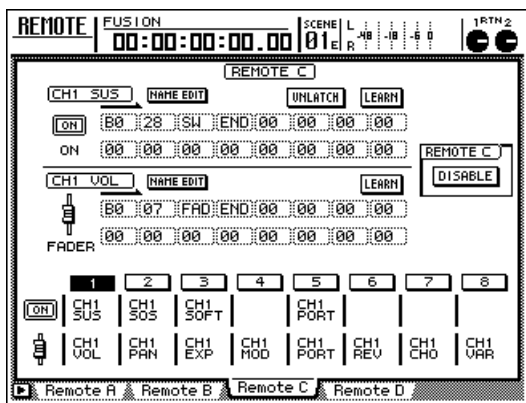 REMOTE FUSION 00:00:00:00.00 SCENE 01E L R -48 -18 -6 0 1RTN2
REMOTE C
CH1 SUS NAME EDIT UNLATCH LEARN
ON B0 28 SW END 00 00 00 00
ON 00 00 00 00 00 00 00 00
REMOTE C
DISABLE
CH1 VOL NAME EDIT LEARN
B0 07 FAD END 00 00 00 00
FADER 00 00 00 00 00 00 00 00
1 2 3 4 5 6 7 8
ON CH1 SUS CH1 SOS CH1 SOFT CH1 PORT
CH1 VOL CH1 PAN CH1 EXP CH1 MOD CH1 PORT CH1 REV CH1 CHO CH1 VAR
Remote A Remote B Remote C Remote D